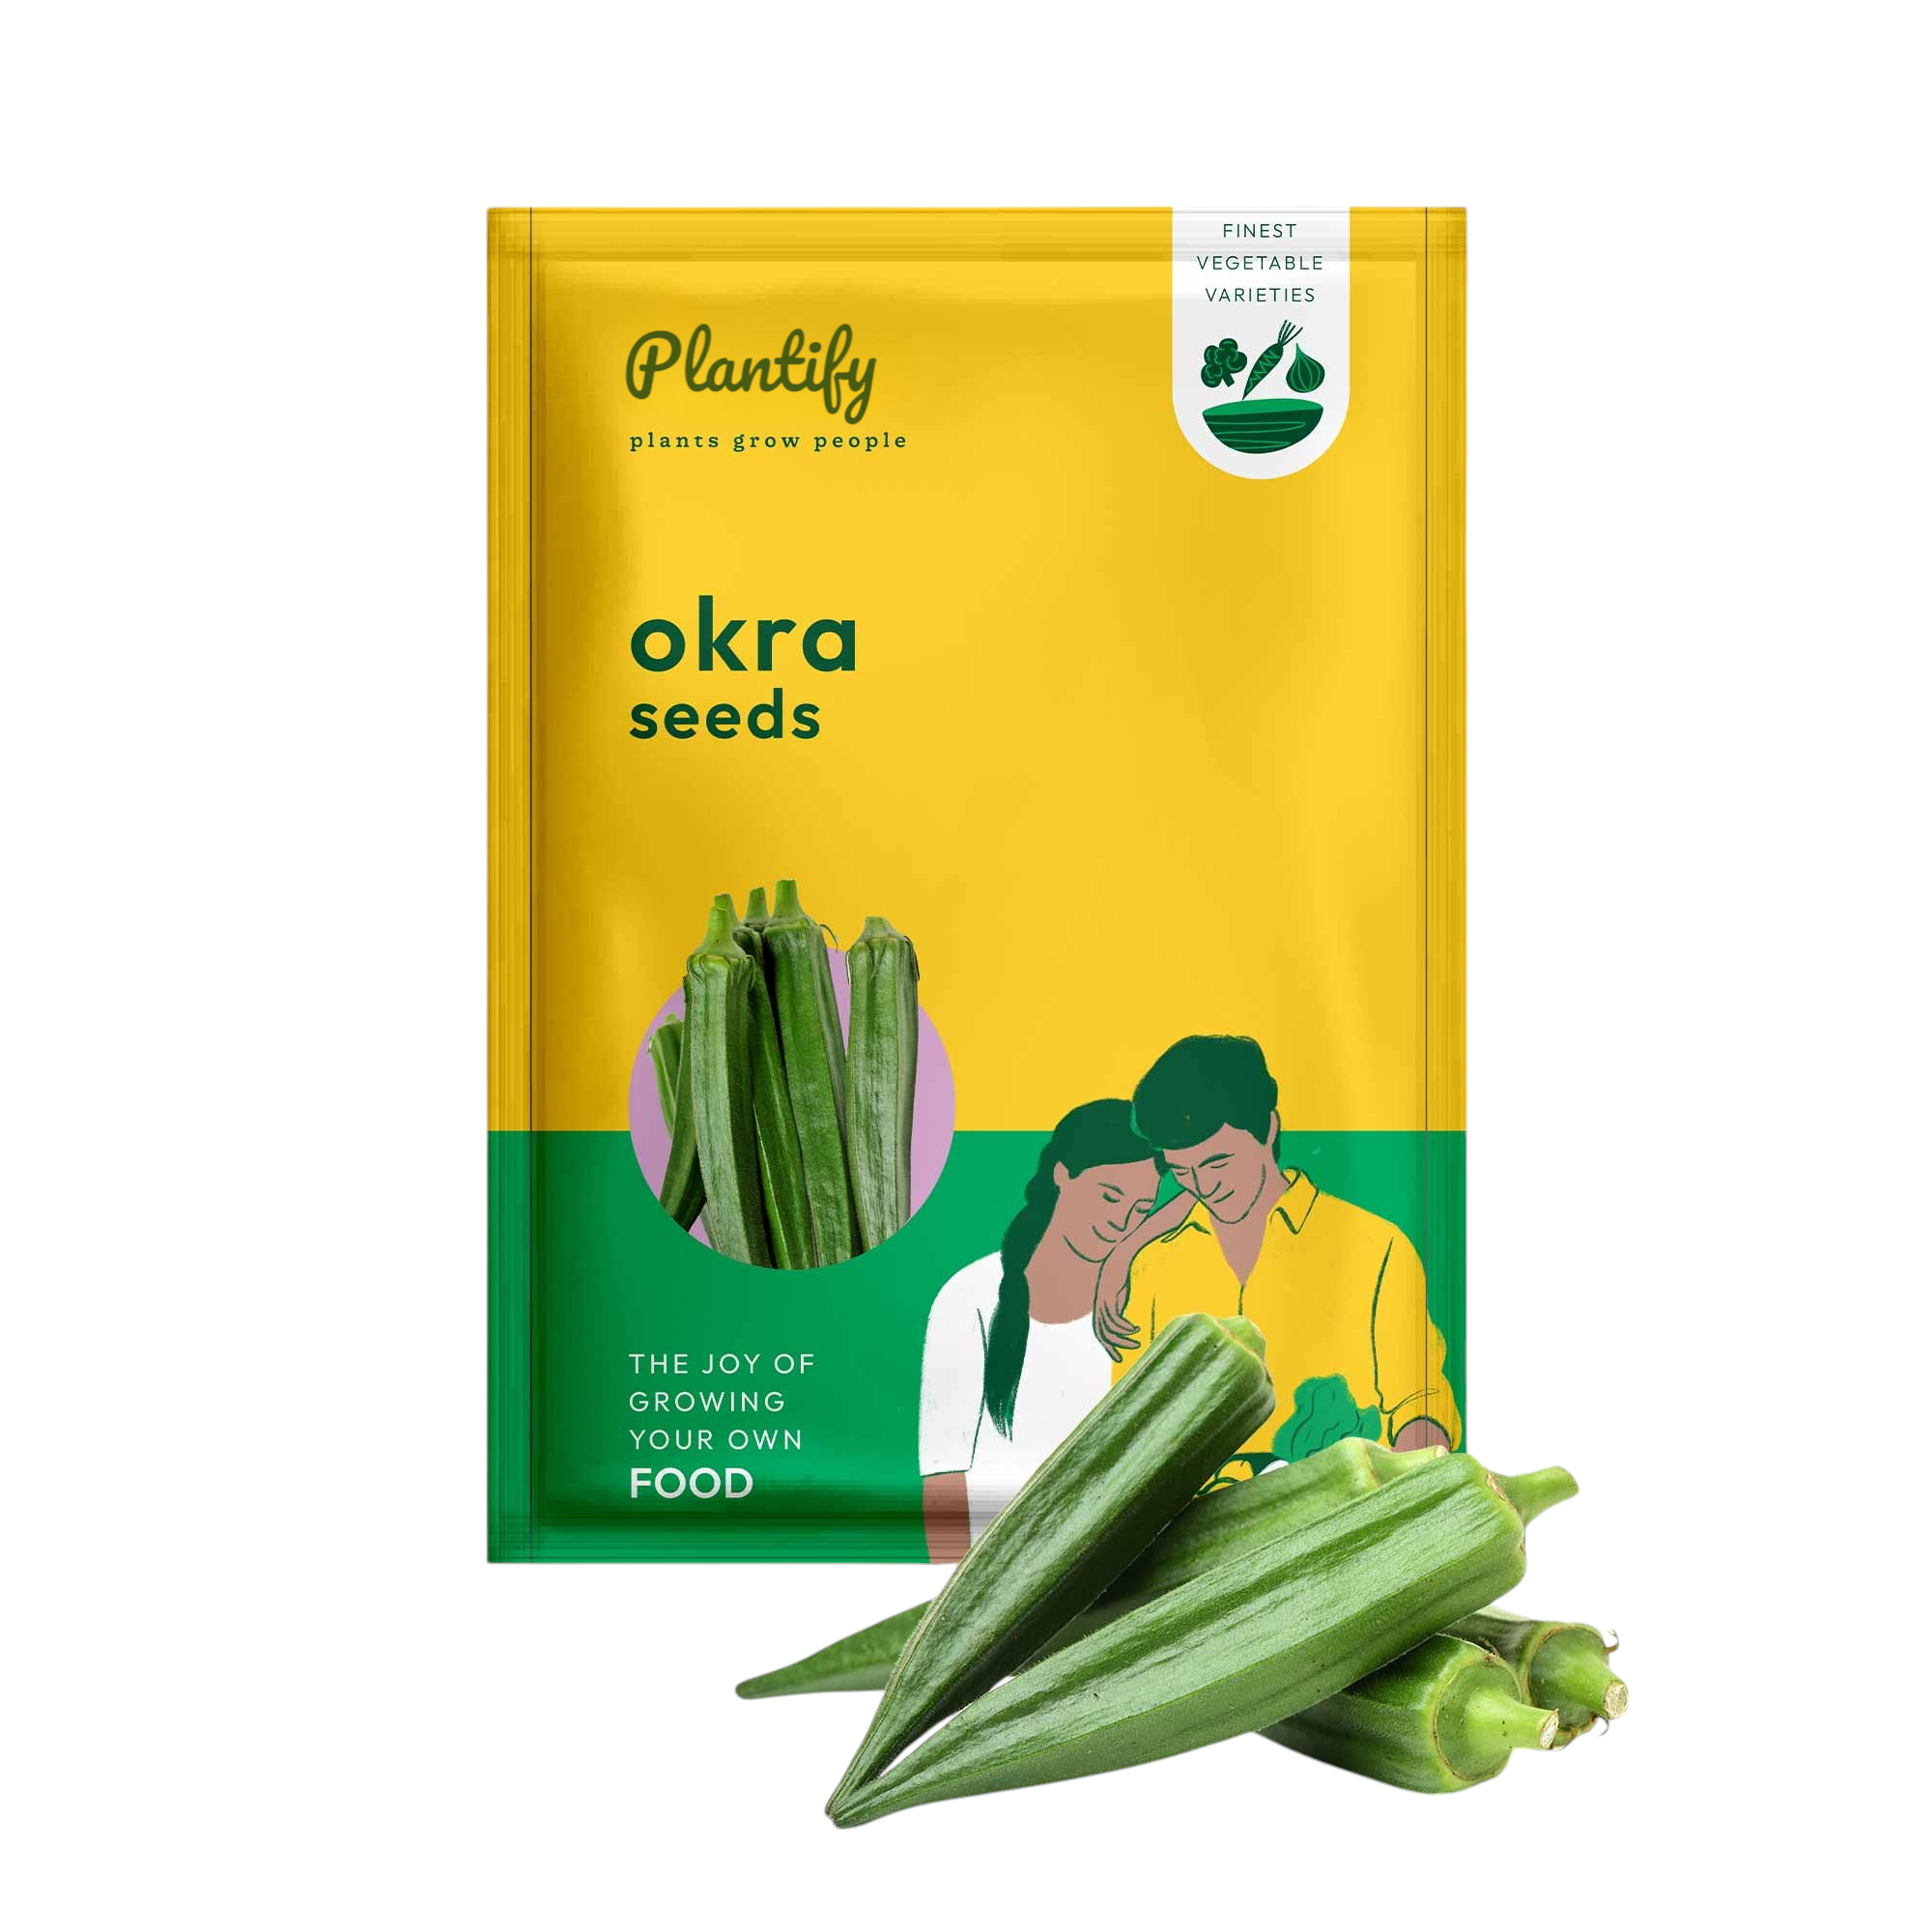 FINEST
VEGETABLE
VARIETIES
Plantify
plants grow people
okra
seeds
THE JOY OF
GROWING
YOUR OWN
FOOD